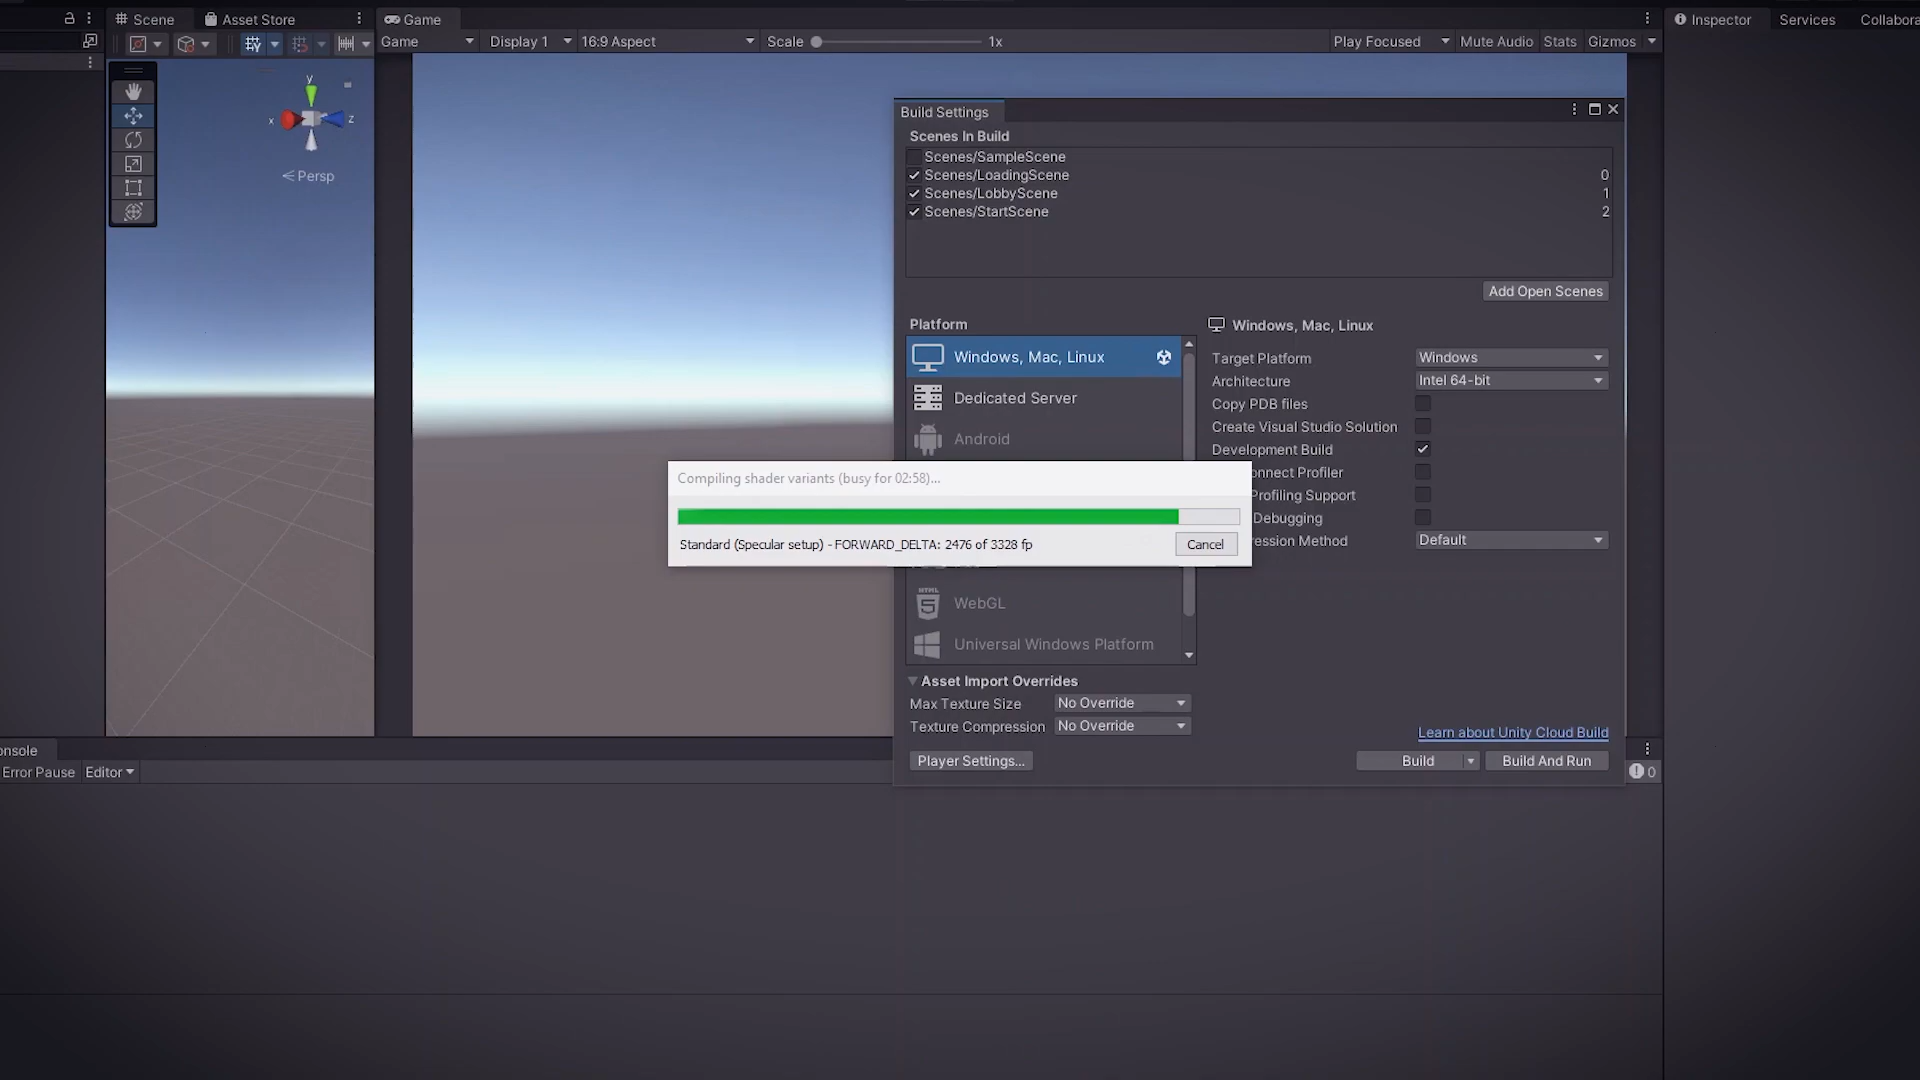 Scene
Asset Store
Game
Inspector
Services
Collabora
Game
Display 1
16:9 Aspect
Scale
1x
Play Focused
Mute Audio
Stats
Gizmos
y
x
z
Persp
Build Settings
Scenes In Build
Scenes/SampleScene
Scenes/LoadingScene 0
Scenes/LobbyScene 1
Scenes/StartScene 2
Add Open Scenes
Platform
Windows, Mac, Linux
Dedicated Server
Android
WebGL
Universal Windows Platform
Windows, Mac, Linux
Target Platform Windows
Architecture Intel 64-bit
Copy PDB files
Create Visual Studio Solution
Development Build
onnect Profiler
Profiling Support
Debugging
ession Method Default
Compiling shader variants (busy for 02:58)...
Standard (Specular setup) - FORWARD_DELTA: 2476 of 3328 fp
Cancel
Asset Import Overrides
Max Texture Size No Override
Texture Compression No Override
Learn about Unity Cloud Build
Player Settings...
Build
Build And Run
onsole
Error Pause
Editor
0